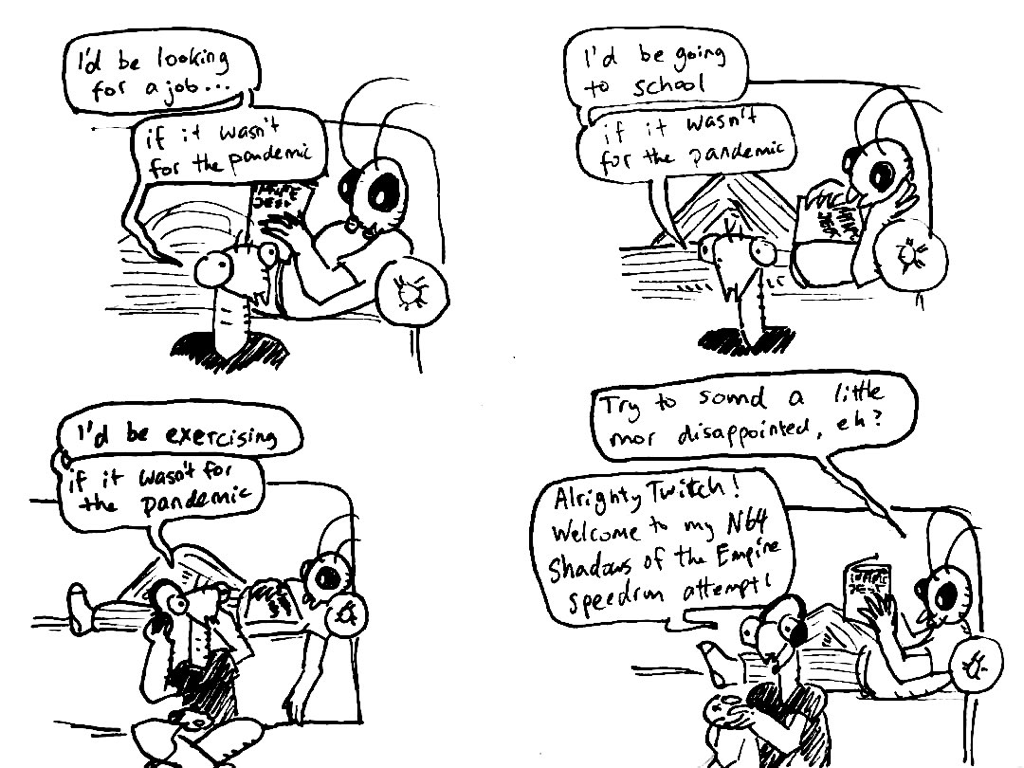 I'd be looking
for a job...
if it wasn't
for the pandemic
I'd be going
to school
if it wasn't
for the pandemic
I'd be exercising
if it wasn't for
the pandemic
Try to sound a little
mor disappointed, eh?
Alrighty Twitch!
Welcome to my N64
Shadows of the Empire
speedrun attempt!